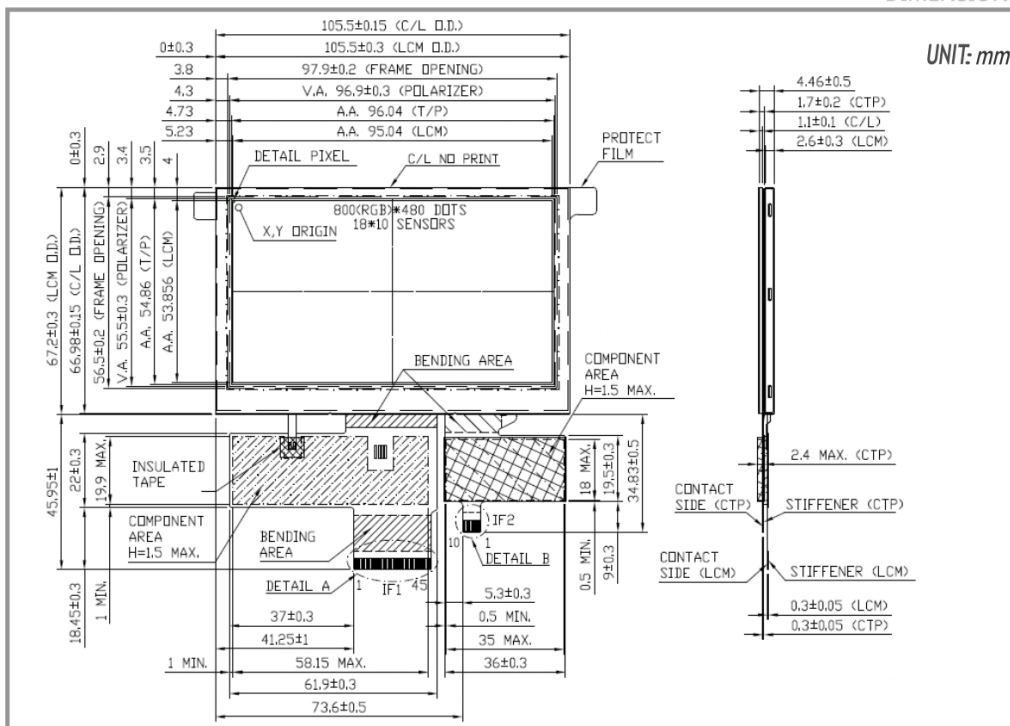 UNIT: mm
105.5±0.15 (C/L O.D.)
0±0.3
105.5±0.3 (LCM O.D.)
3.8
97.9±0.2 (FRAME OPENING)
4.3
V.A. 96.9±0.3 (POLARIZER)
4.73
A.A. 96.04 (T/P)
5.23
A.A. 95.04 (LCM)
4.46±0.5
1.7±0.2 (CTP)
1.1±0.1 (C/L)
2.6±0.3 (LCM)
0±0.3
2.9
3.4
3.5
4
DETAIL PIXEL
C/L NO PRINT
PROTECT
FILM
800(RGB)*480 DOTS
18*10 SENSORS
X,Y ORIGIN
67.2±0.3 (LCM O.D.)
66.98±0.15 (C/L O.D.)
56.5±0.2 (FRAME OPENING)
V.A. 55.5±0.3 (POLARIZER)
A.A. 54.86 (T/P)
A.A. 53.856 (LCM)
BENDING AREA
COMPONENT
AREA
H=1.5 MAX.
45.95±1
22±0.3
19.9 MAX.
INSULATED
TAPE
18 MAX.
19.5±0.3
34.83±0.5
2.4 MAX. (CTP)
CONTACT
SIDE (CTP)
STIFFENER (CTP)
COMPONENT
AREA
H=1.5 MAX.
BENDING
AREA
IF2
10
1
DETAIL B
0.5 MIN.
9±0.3
CONTACT
SIDE (LCM)
STIFFENER (LCM)
18.45±0.3
1 MIN.
DETAIL A
1
IF1
45
5.3±0.3
0.3±0.05 (LCM)
37±0.3
0.5 MIN.
0.3±0.05 (CTP)
41.25±1
35 MAX.
1 MIN.
58.15 MAX.
36±0.3
61.9±0.3
73.6±0.5